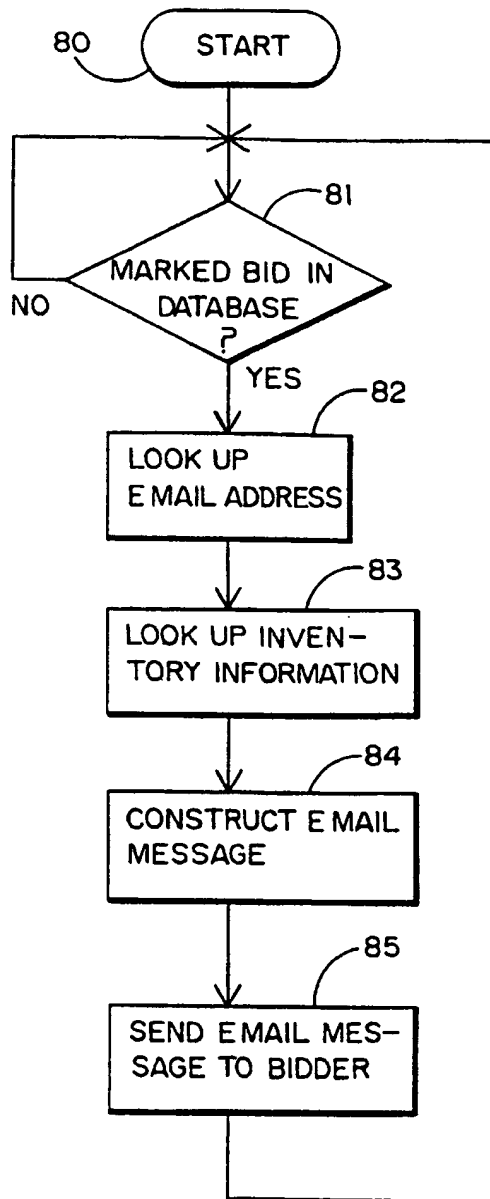 80
START
81
MARKED BID IN
DATABASE
?
NO
YES
82
LOOK UP
E MAIL ADDRESS
83
LOOK UP INVEN-
TORY INFORMATION
84
CONSTRUCT E MAIL
MESSAGE
85
SEND E MAIL MES-
SAGE TO BIDDER